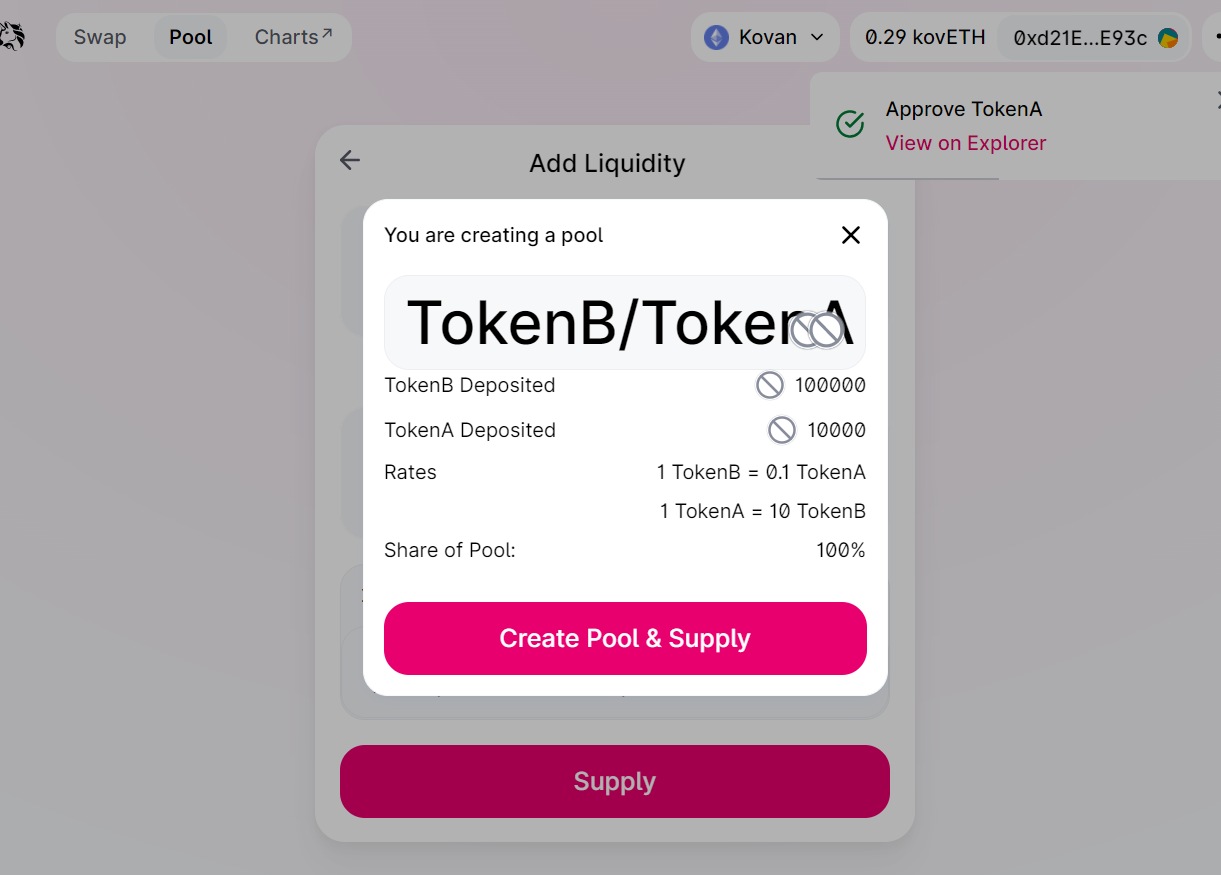 Swap Pool Charts↗ Kovan 0.29 kovETH 0xd21E...E93c
Approve TokenA
View on Explorer
Add Liquidity
You are creating a pool
TokenB/TokenA
TokenB Deposited 100000
TokenA Deposited 10000
Rates 1 TokenB = 0.1 TokenA
1 TokenA = 10 TokenB
Share of Pool: 100%
Create Pool & Supply
Supply